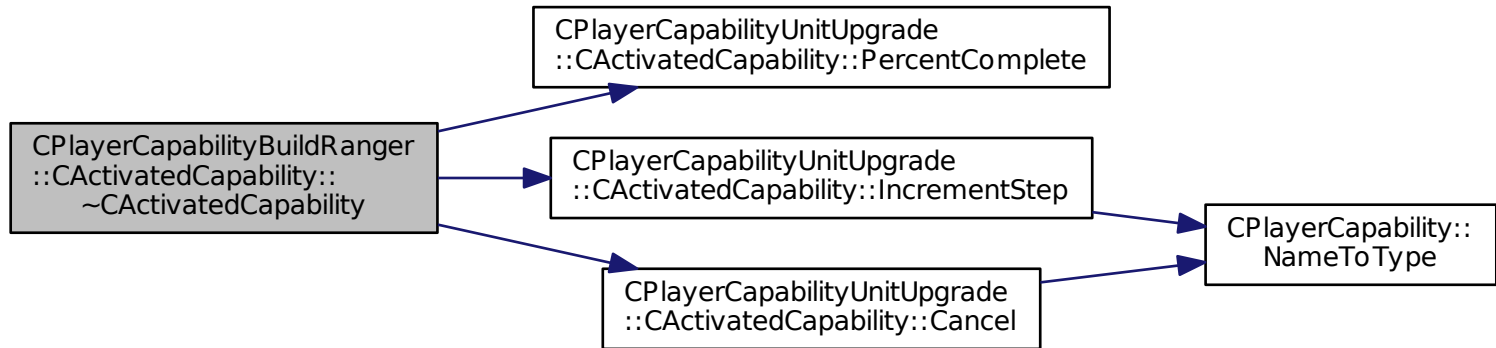 CPlayerCapabilityUnitUpgrade
::CActivatedCapability::PercentComplete
CPlayerCapabilityBuildRanger
::CActivatedCapability::
~CActivatedCapability
CPlayerCapabilityUnitUpgrade
::CActivatedCapability::IncrementStep
CPlayerCapabilityUnitUpgrade
::CActivatedCapability::Cancel
CPlayerCapability::
NameToType